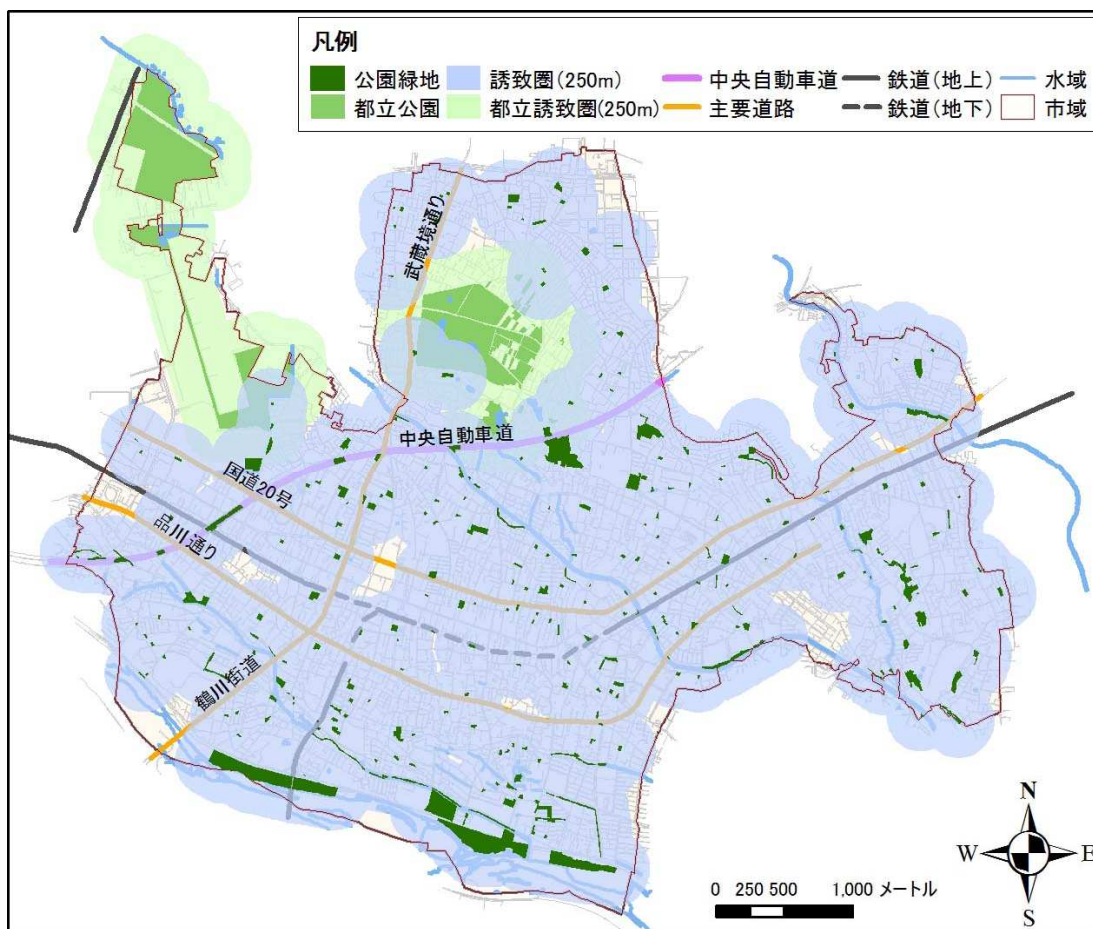 凡例
公園緑地 誘致圏(250m) 中央自動車道 鉄道(地上) 水域
都立公園 都立誘致圏(250m) 主要道路 鉄道(地下) 市域
武蔵境通り
中央自動車道
国道20号
品川通り
鶴川街道
N
W E
S
0 250 500 1,000 メートル